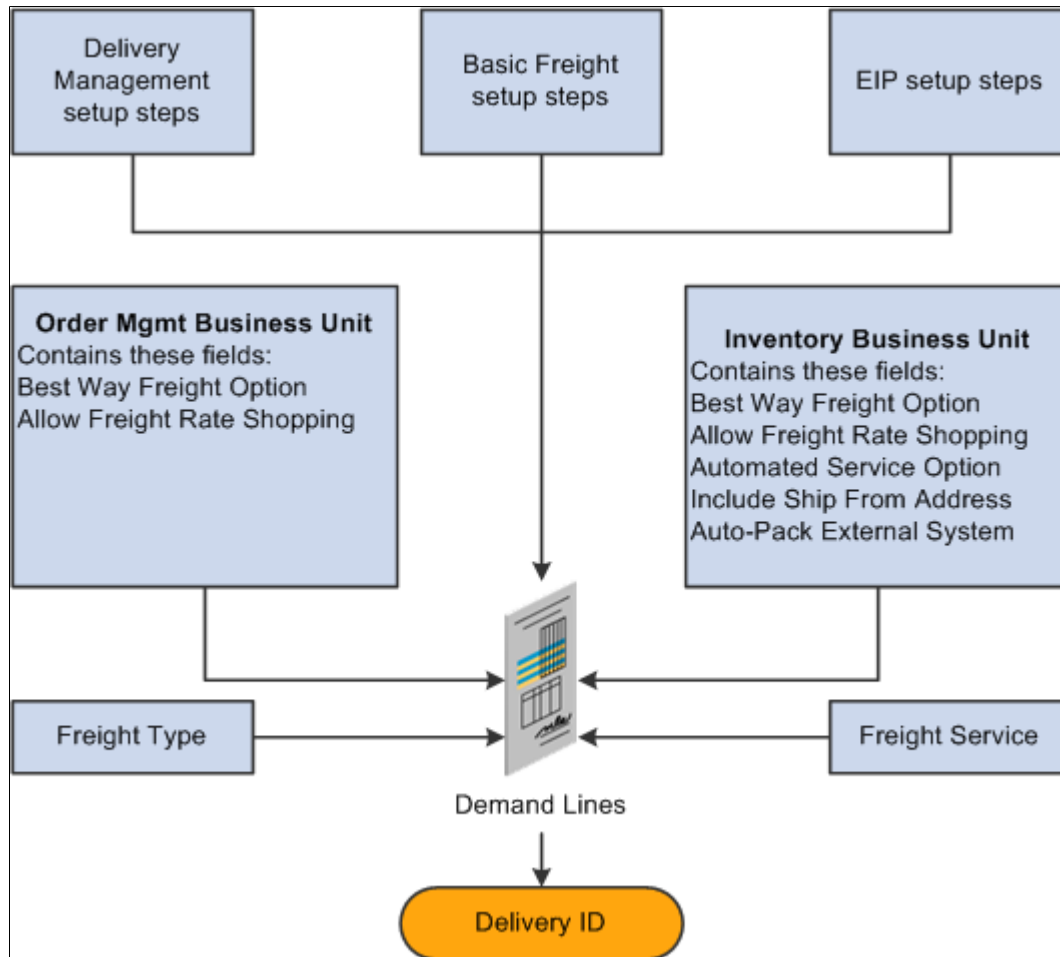 Delivery
Management
setup steps
Basic Freight
setup steps
EIP setup steps
Order Mgmt Business Unit
Contains these fields:
Best Way Freight Option
Allow Freight Rate Shopping
Inventory Business Unit
Contains these fields:
Best Way Freight Option
Allow Freight Rate Shopping
Automated Service Option
Include Ship From Address
Auto-Pack External System
Freight Type
Freight Service
Demand Lines
Delivery ID